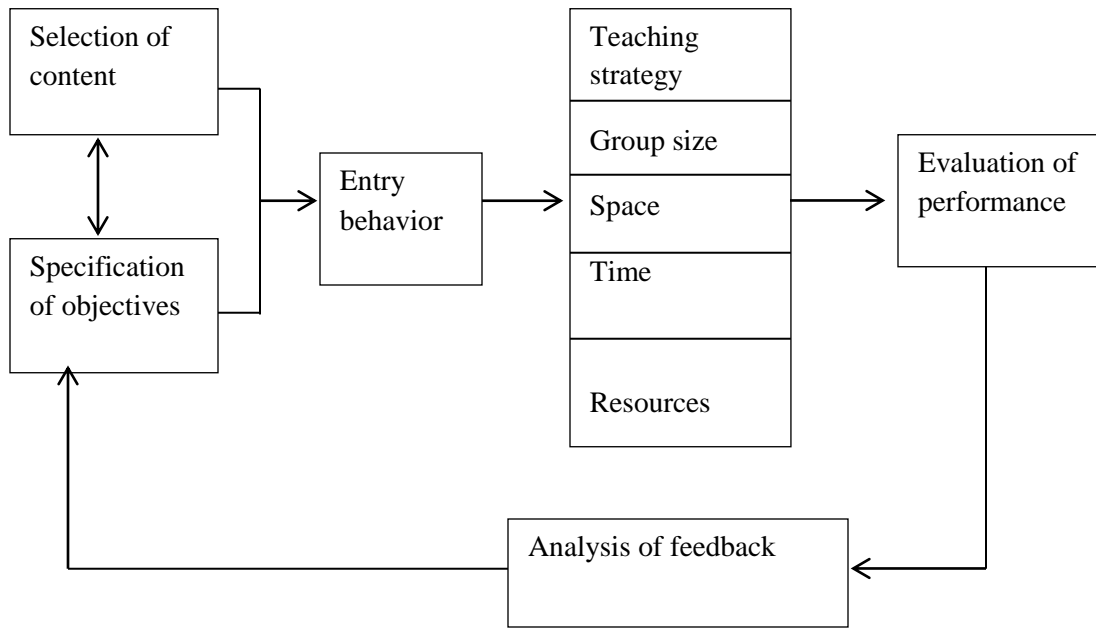 Selection of
content
Specification
of objectives
Entry
behavior
Teaching
strategy
Group size
Space
Time
Resources
Evaluation of
performance
Analysis of feedback